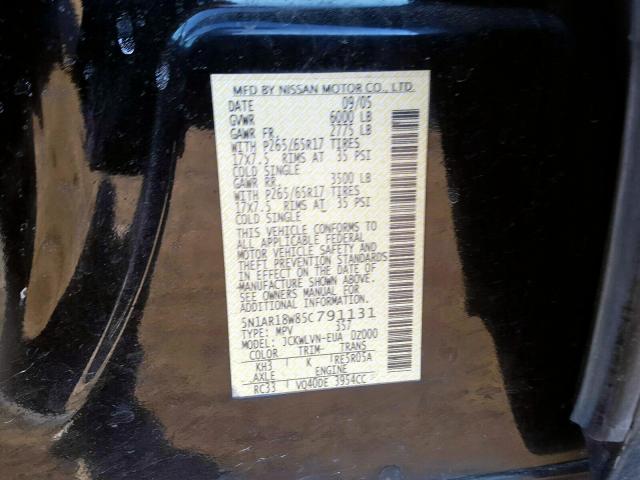 MFD BY NISSAN MOTOR CO., LTD.
DATE 09/05
GVWR 6000 LB
GAWR FR. 2775 LB
WITH P265/65R17 TIRES
17X7.5 RIMS AT 35 PSI
COLD SINGLE
GAWR RR. 3500 LB
WITH P265/65R17 TIRES
17X7.5 RIMS AT 35 PSI
COLD SINGLE
THIS VEHICLE CONFORMS TO
ALL APPLICABLE FEDERAL
MOTOR VEHICLE SAFETY AND
THEFT PREVENTION STANDARDS
IN EFFECT ON THE DATE OF
MANUFACTURE SHOWN ABOVE.
SEE OWNERS MANUAL FOR
ADDITIONAL INFORMATION.
5N1AR18W85C791131
TYPE: MPV 357
MODEL: JCKWLVN-EUA D2000
COLOR TRIM TRANS
KH3 K RE5R05A
AXLE ENGINE
RC33 VQ40DE 3954CC